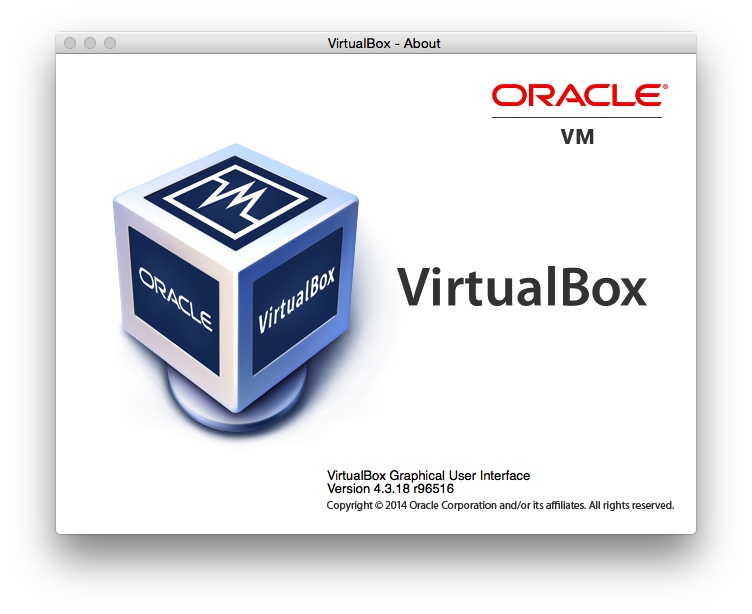 VirtualBox - About
ORACLE®
VM
ORACLE
VirtualBox
VirtualBox
VirtualBox Graphical User Interface
Version 4.3.18 r96516
Copyright © 2014 Oracle Corporation and/or its affiliates. All rights reserved.